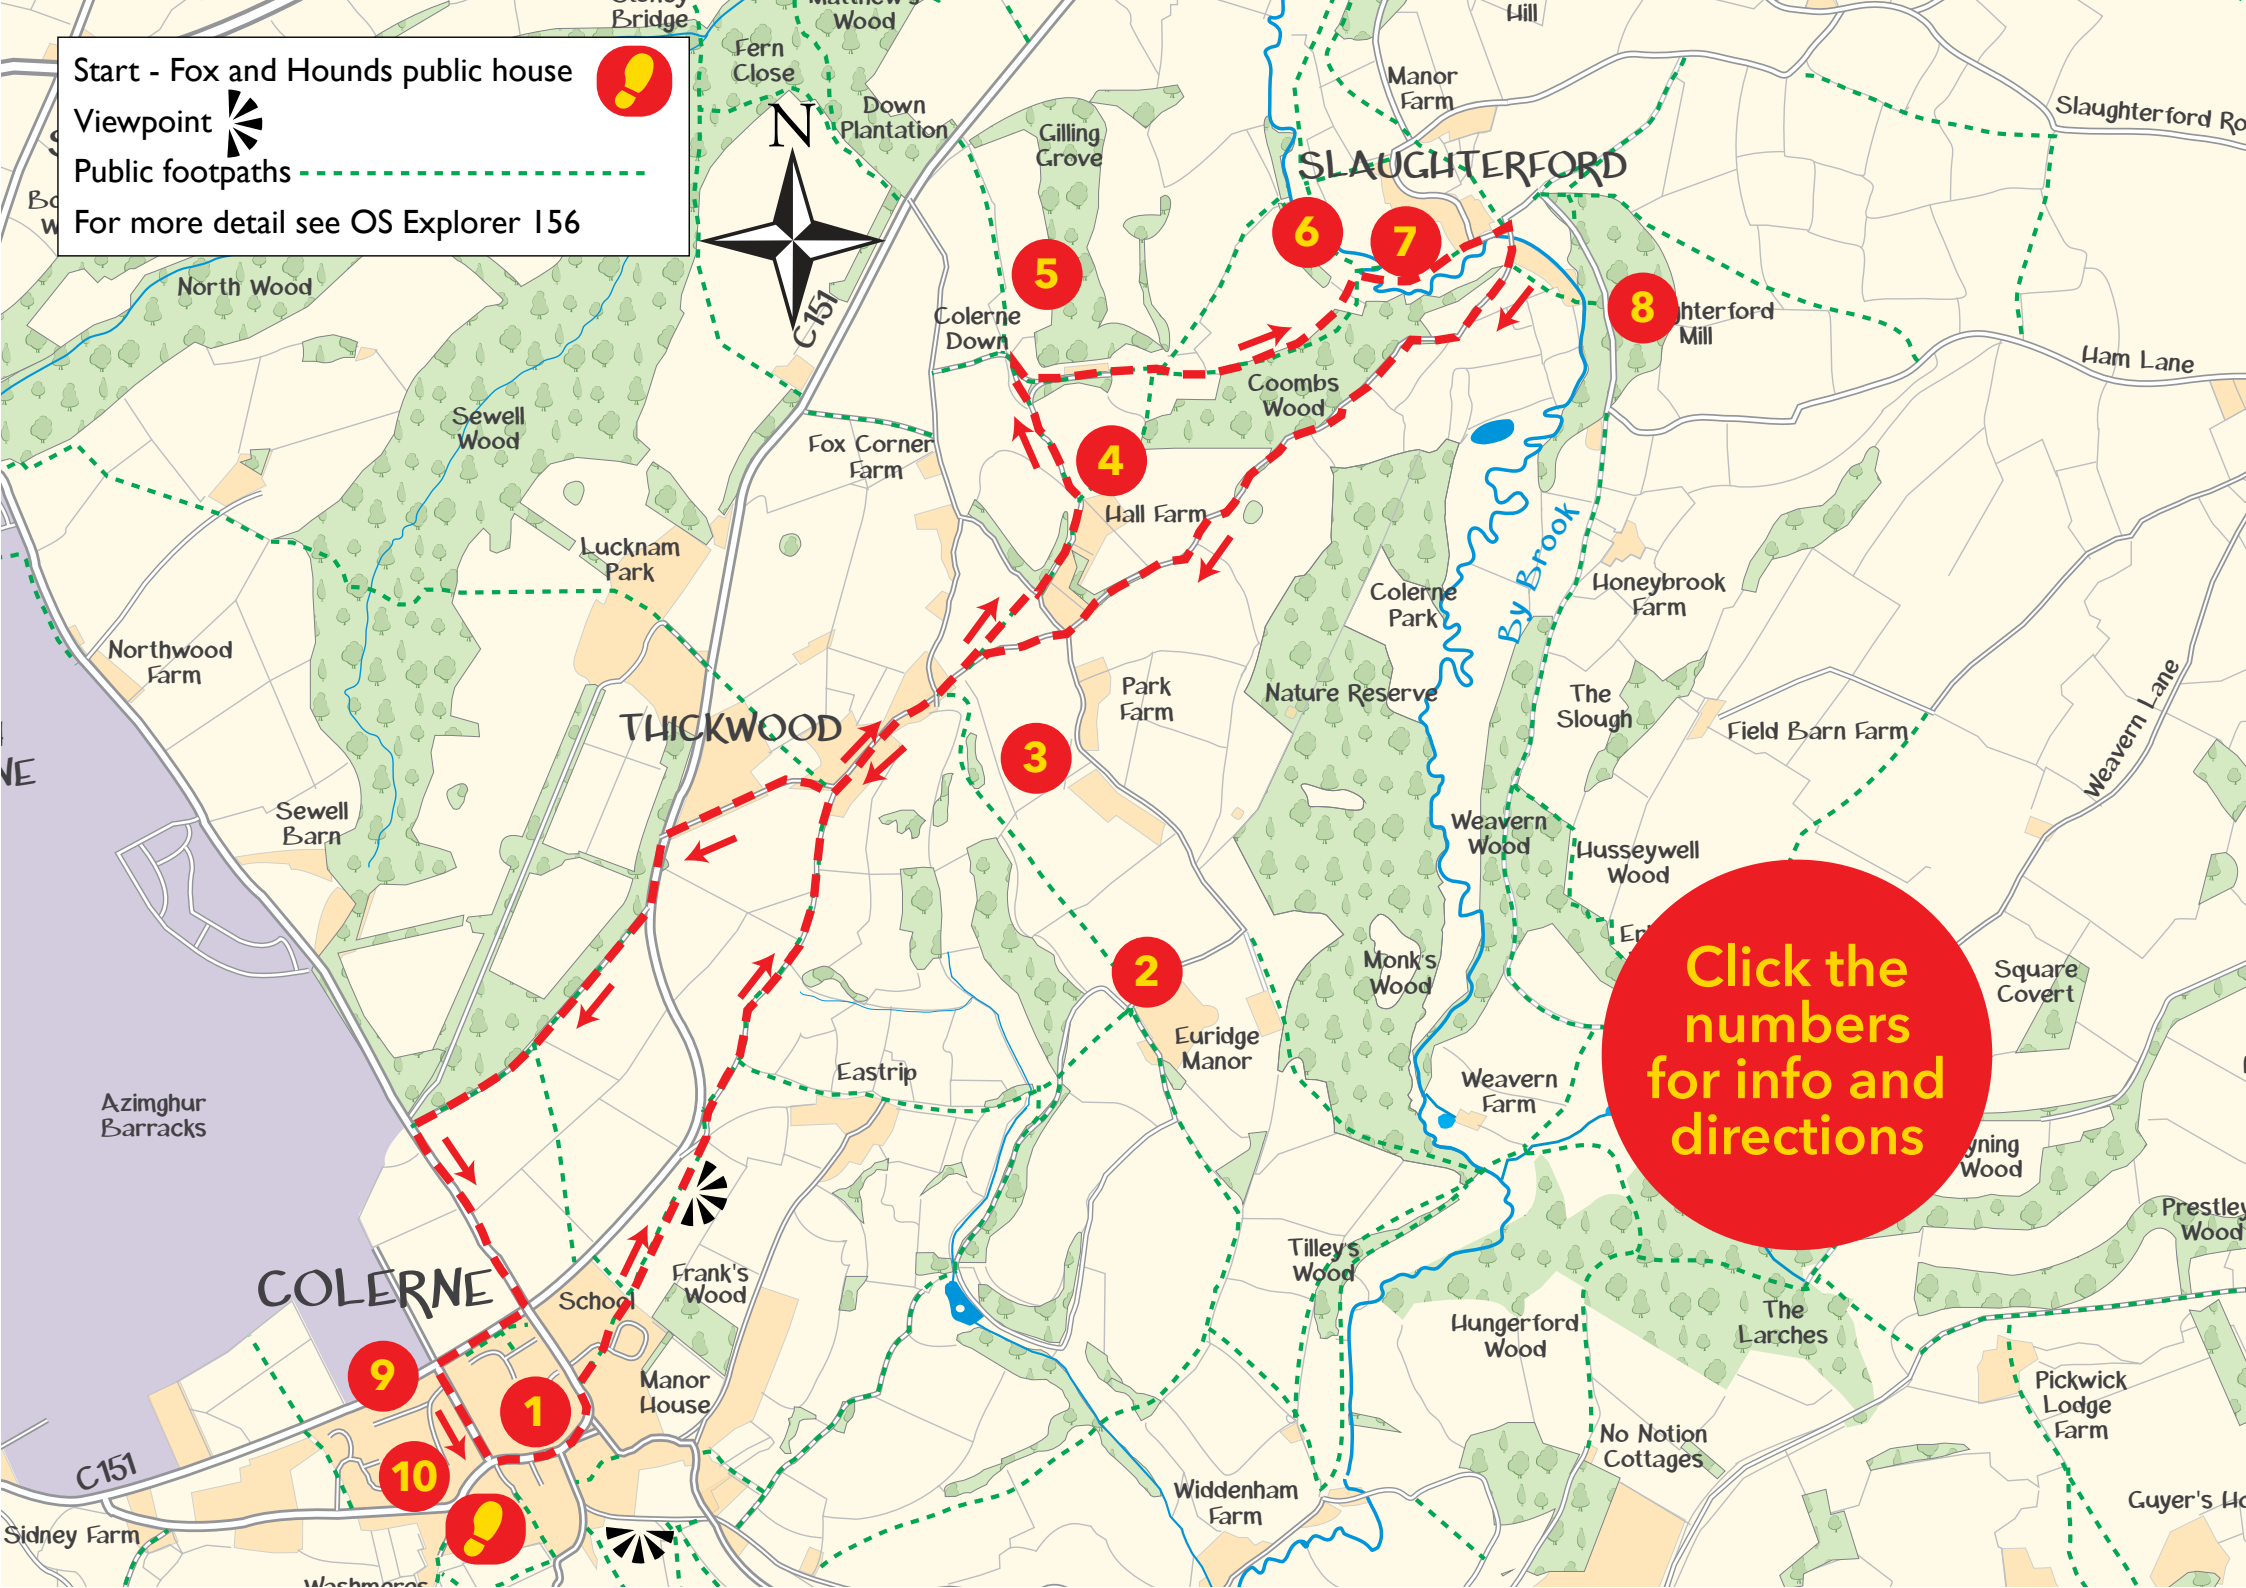 Stoney
Bridge
Matthew's
Wood
Hill
Start - Fox and Hounds public house
Viewpoint
Public footpaths
For more detail see OS Explorer 156
Fern
Close
Down
Plantation
N
Gilling
Grove
Manor
Farm
SLAUGHTERFORD
Slaughterford Ro
North Wood
C151
Colerne
Down
5
6
7
8
ghterford
Mill
Ham Lane
Sewell
Wood
Fox Corner
Farm
Coombs
Wood
4
Hall Farm
Lucknam
Park
Colerne
Park
By Brook
Honeybrook
Farm
Northwood
Farm
Park
Farm
Nature Reserve
The
Slough
Field Barn Farm
Weavern Lane
THICKWOOD
3
NE
Sewell
Barn
Weavern
Wood
Husseywell
Wood
Er
2
Monk's
Wood
Click the
numbers
for info and
directions
Square
Covert
Euridge
Manor
Eastrip
Weavern
Farm
Azimghur
Barracks
yning
Wood
Prestley
Wood
COLERNE
School
Frank's
Wood
Tilley's
Wood
Hungerford
Wood
The
Larches
9
1
Manor
House
Pickwick
Lodge
Farm
No Notion
Cottages
C151
10
Widdenham
Farm
Guyer's Ho
Sidney Farm
Washmeres